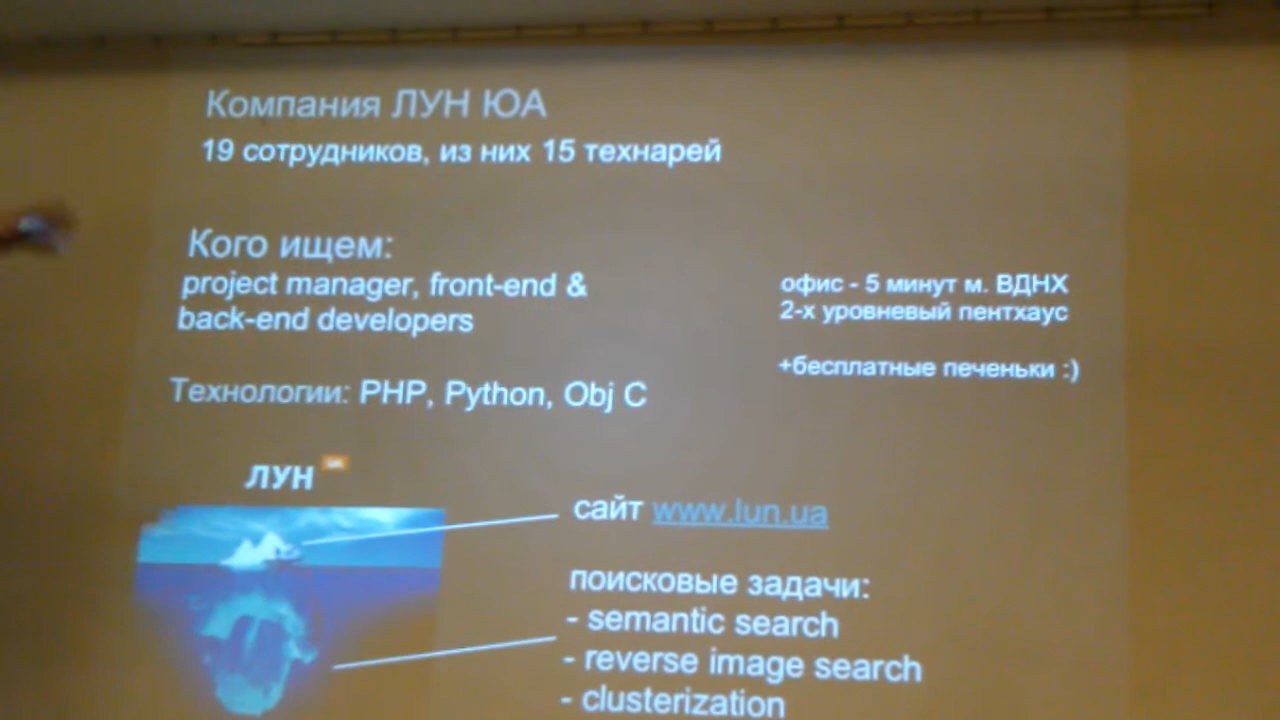 Компания ЛУН ЮА
19 сотрудников, из них 15 технарей
Кого ищем:
project manager, front-end &
back-end developers
офис - 5 минут м. ВДНХ
2-х уровневый пентхаус
+бесплатные печеньки :)
Технологии: PHP, Python, Obj C
ЛУН
сайт www.lun.ua
поисковые задачи:
- semantic search
- reverse image search
- clusterization